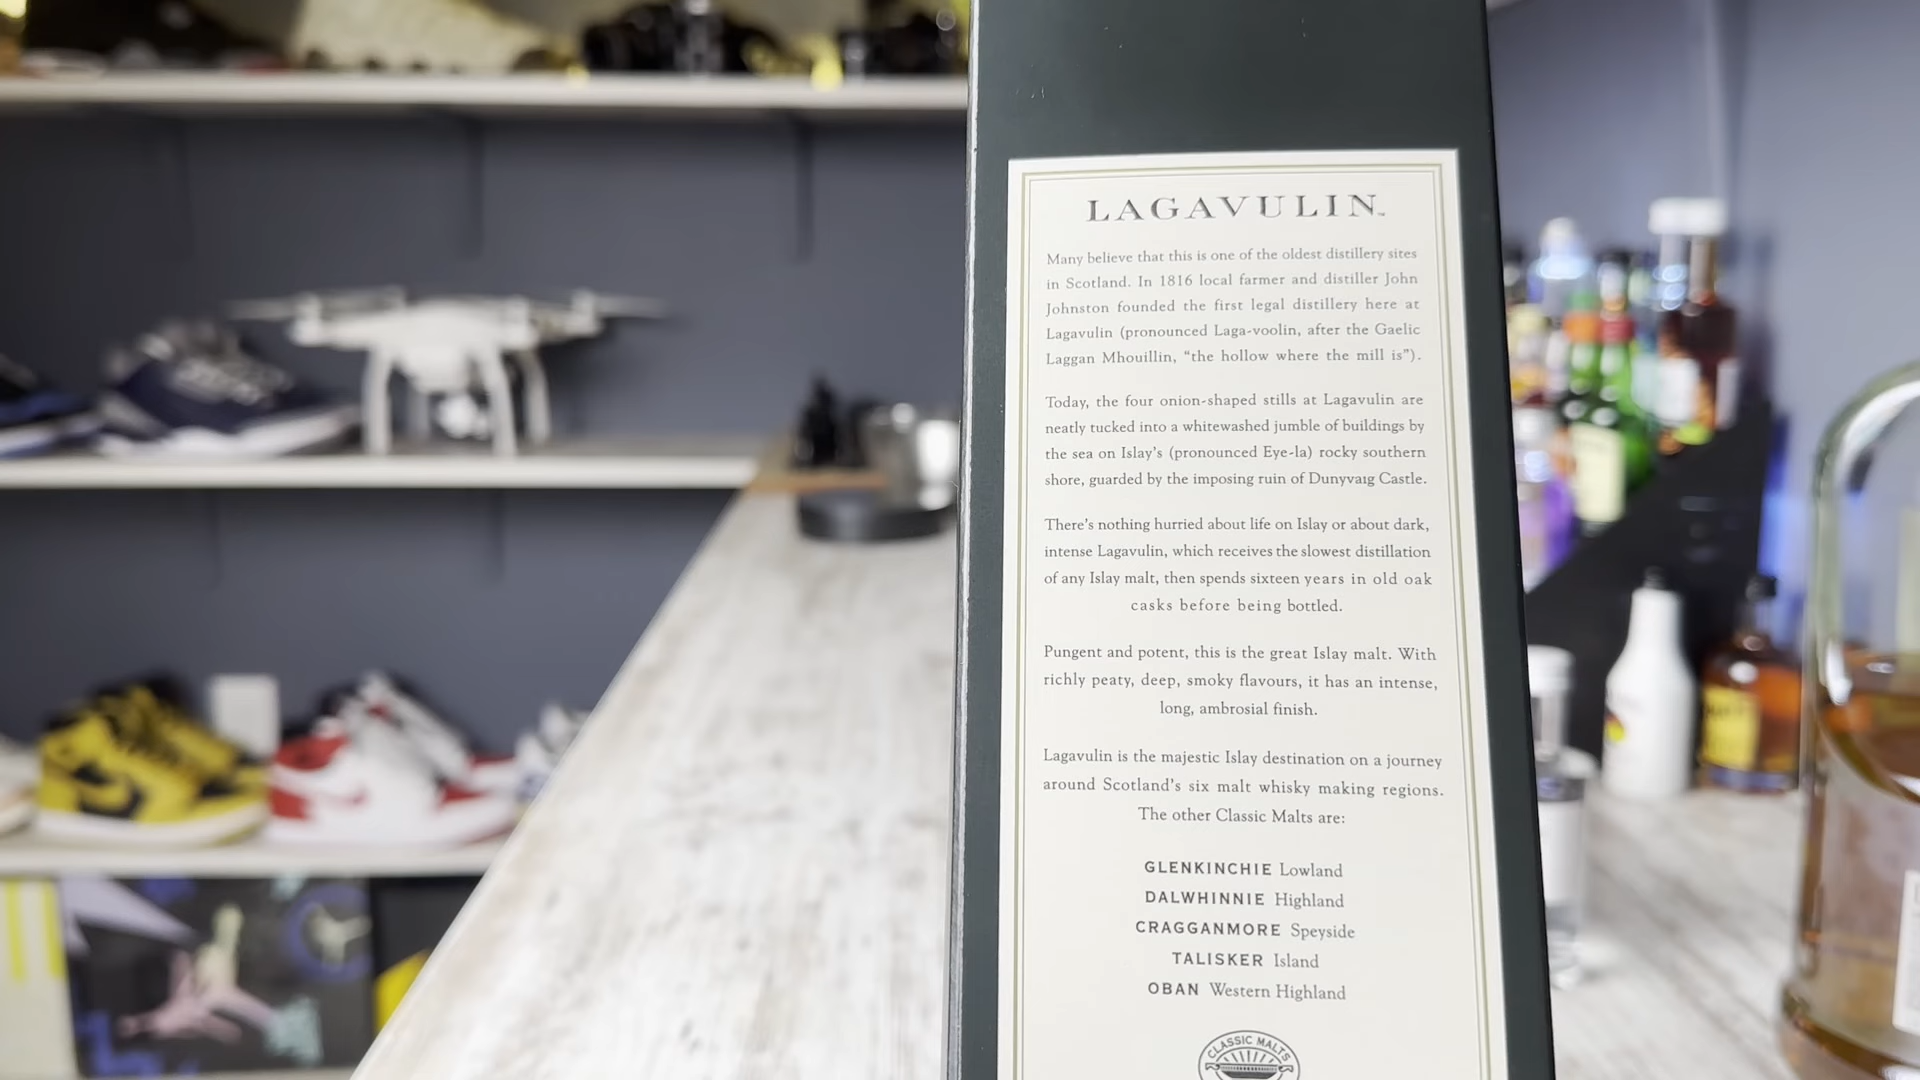 LAGAVULIN™
Many believe that this is one of the oldest distillery sites
in Scotland. In 1816 local farmer and distiller John
Johnston founded the first legal distillery here at
Lagavulin (pronounced Laga-voolin, after the Gaelic
Laggan Mhouillin, “the hollow where the mill is”).
Today, the four onion-shaped stills at Lagavulin are
neatly tucked into a whitewashed jumble of buildings by
the sea on Islay’s (pronounced Eye-la) rocky southern
shore, guarded by the imposing ruin of Dunyvaig Castle.
There’s nothing hurried about life on Islay or about dark,
intense Lagavulin, which receives the slowest distillation
of any Islay malt, then spends sixteen years in old oak
casks before being bottled.
Pungent and potent, this is the great Islay malt. With
richly peaty, deep, smoky flavours, it has an intense,
long, ambrosial finish.
Lagavulin is the majestic Islay destination on a journey
around Scotland’s six malt whisky making regions.
The other Classic Malts are:
GLENKINCHIE Lowland
DALWHINNIE Highland
CRAGGANMORE Speyside
TALISKER Island
OBAN Western Highland
CLASSIC MALTS